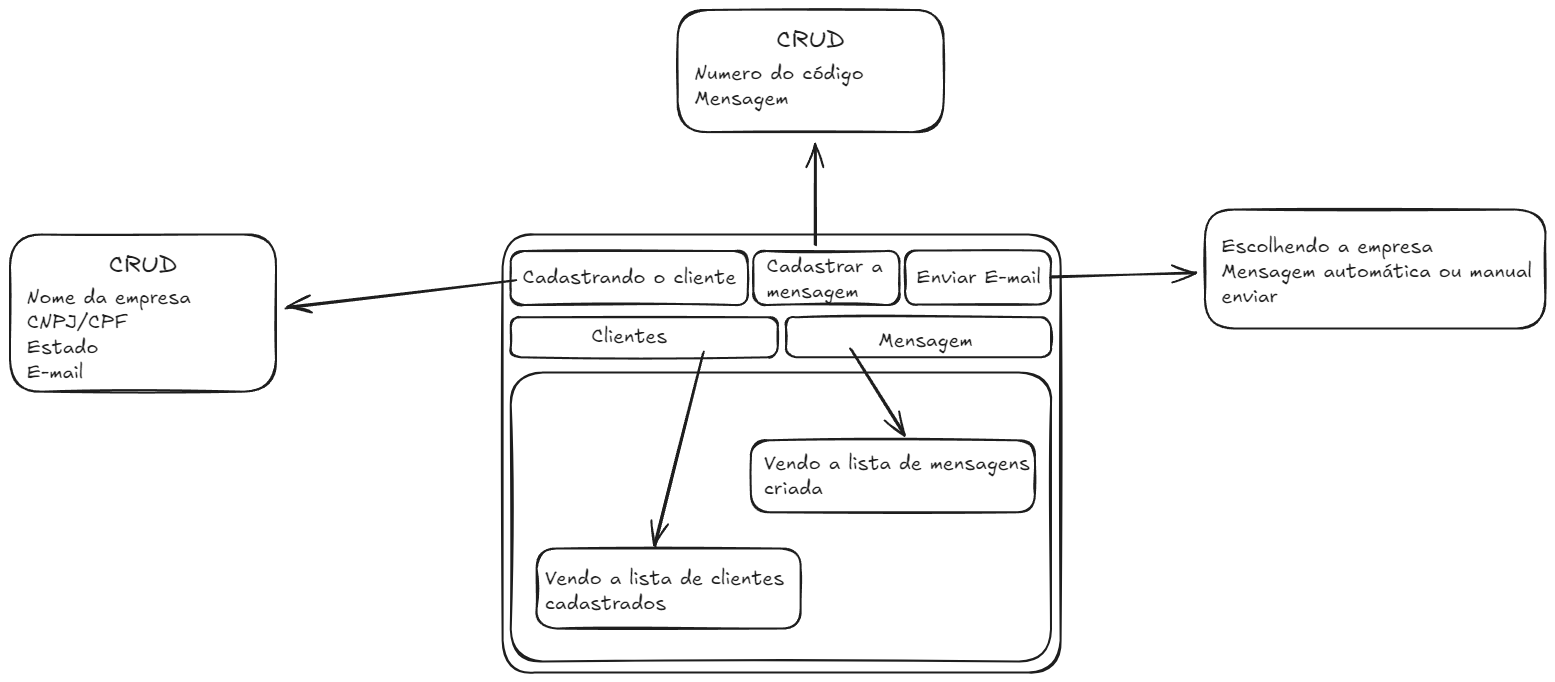 CRUD
Numero do código
Mensagem
CRUD
Nome da empresa
CNPJ/CPF
Estado
E-mail
Cadastrando o cliente
Cadastrar a
mensagem
Enviar E-mail
Escolhendo a empresa
Mensagem automática ou manual
enviar
Clientes
Mensagem
Vendo a lista de mensagens
criada
Vendo a lista de clientes
cadastrados